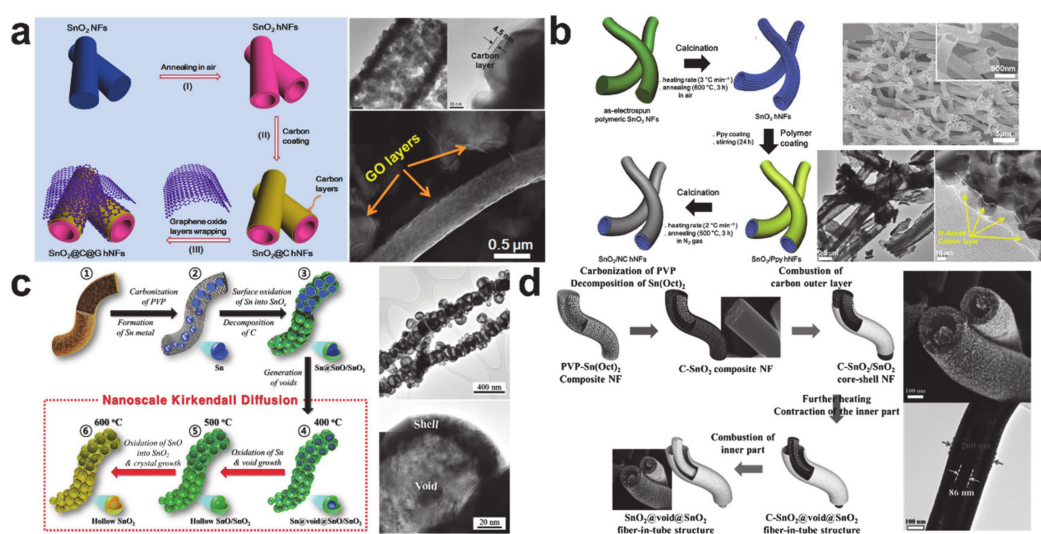 a
SnO2 NFs
SnO2 hNFs
Annealing in air
(I)
(II)
Carbon
coating
Carbon
layers
Graphene oxide
layers wrapping
(III)
SnO2@C@G hNFs
SnO2@C hNFs
4.5 nm
Carbon
layer
GO layers
0.5 μm
b
Calcination
. heating rate (3 °C min⁻¹)
. annealing (600 °C, 3 h)
in air
as-electrospun
polymeric SnO2 NFs
SnO2 hNFs
. Ppy coating
. stirring (24 h)
Polymer
coating
Calcination
. heating rate (2 °C min⁻¹)
. annealing (500 °C, 3 h)
in N2 gas
SnO2/NC hNFs
SnO2/Ppy hNFs
500nm
5μm
N-doped
Carbon layer
c
①
②
③
Carbonization
of PVP
Formation
of Sn metal
Surface oxidation
of Sn into SnOx
Decomposition
of C
Sn
Sn@SnO/SnO2
Generation
of voids
Nanoscale Kirkendall Diffusion
⑥
600 °C
⑤
500 °C
④
400 °C
Oxidation of SnO
into SnO2
& crystal growth
Oxidation of Sn
& void growth
Hollow SnO2
Hollow SnO/SnO2
Sn@void@SnO/SnO2
400 nm
Shell
Void
20 nm
d
Carbonization of PVP
Decomposition of Sn(Oct)2
Combustion of
carbon outer layer
PVP-Sn(Oct)2
Composite NF
C-SnO2 composite NF
C-SnO2/SnO2
core-shell NF
Further heating
Contraction of the inner part
Combustion of
inner part
SnO2@void@SnO2
fiber-in-tube structure
C-SnO2@void@SnO2
fiber-in-tube structure
100 nm
260 nm
86 nm
100 nm